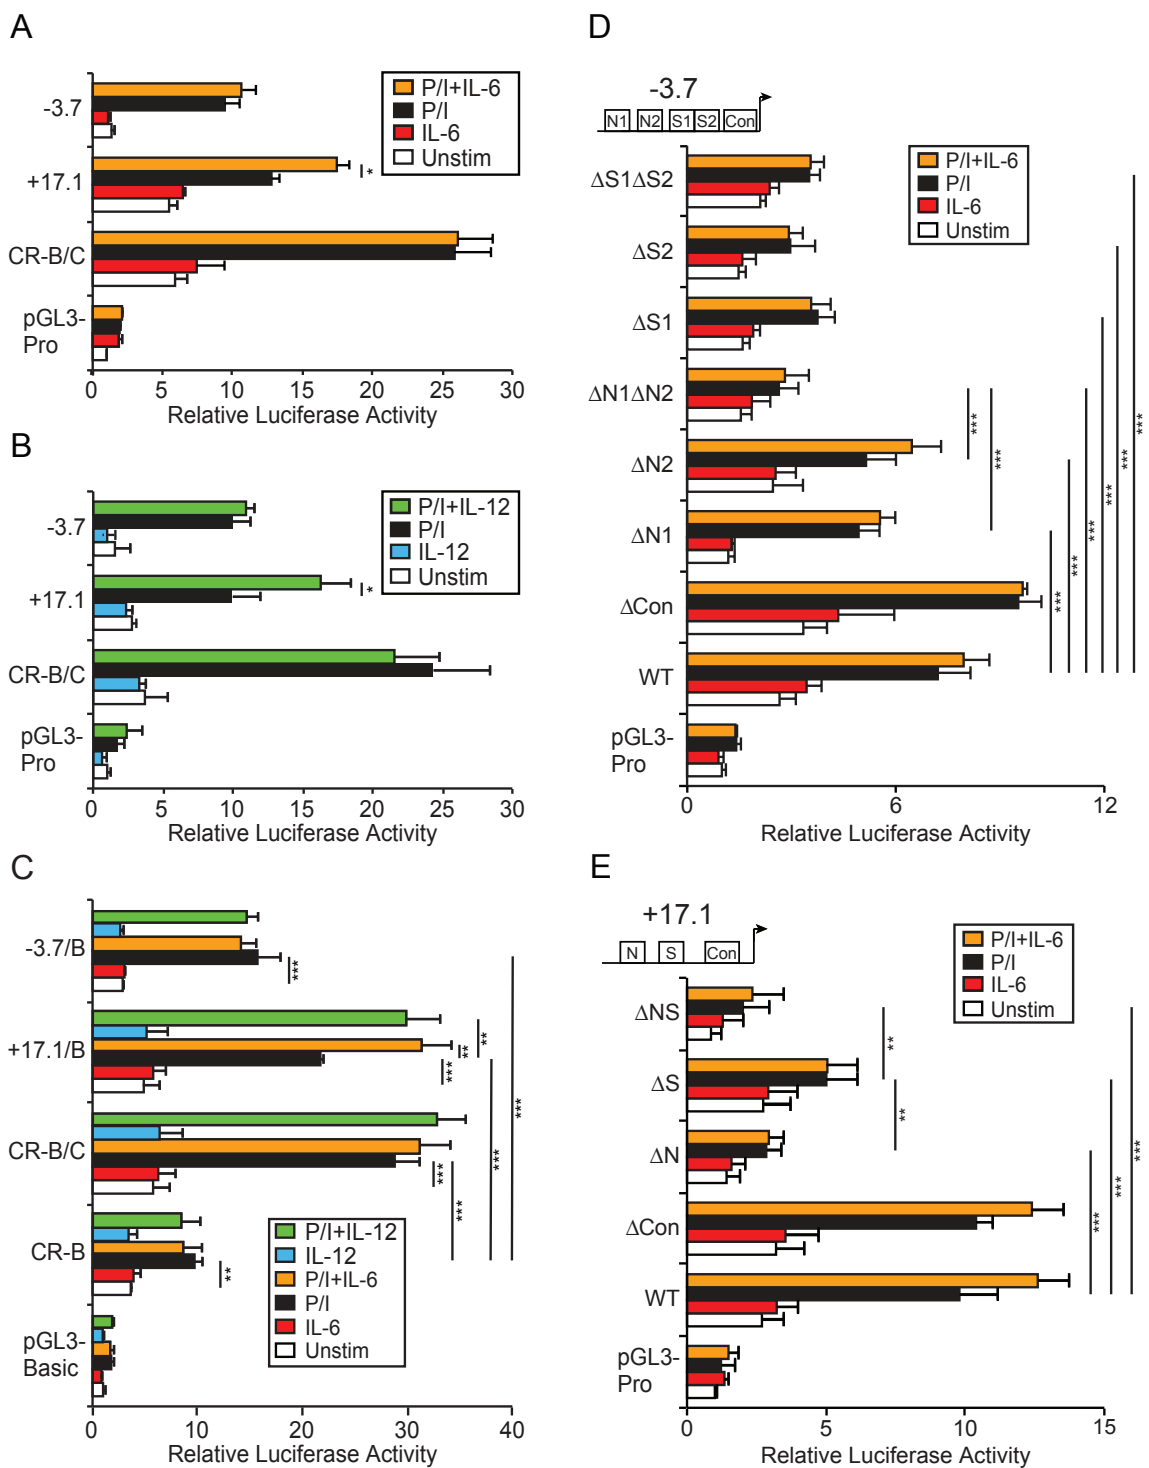 A
-3.7
+17.1
CR-B/C
pGL3-
Pro
P/I+IL-6
P/I
IL-6
Unstim
*
0 5 10 15 20 25 30
Relative Luciferase Activity
B
-3.7
+17.1
CR-B/C
pGL3-
Pro
P/I+IL-12
P/I
IL-12
Unstim
*
0 5 10 15 20 25 30
Relative Luciferase Activity
C
-3.7/B
+17.1/B
CR-B/C
CR-B
pGL3-
Basic
***
**
**
***
***
***
***
***
**
P/I+IL-12
IL-12
P/I+IL-6
P/I
IL-6
Unstim
0 10 20 30 40
Relative Luciferase Activity
D
-3.7
N1 N2 S1 S2 Con
P/I+IL-6
P/I
IL-6
Unstim
ΔS1ΔS2
ΔS2
ΔS1
ΔN1ΔN2
ΔN2
ΔN1
ΔCon
WT
pGL3-
Pro
***
***
***
***
***
***
***
***
0 6 12
Relative Luciferase Activity
E
+17.1
N S Con
P/I+IL-6
P/I
IL-6
Unstim
ΔNS
ΔS
ΔN
ΔCon
WT
pGL3-
Pro
**
**
***
***
***
0 5 10 15
Relative Luciferase Activity